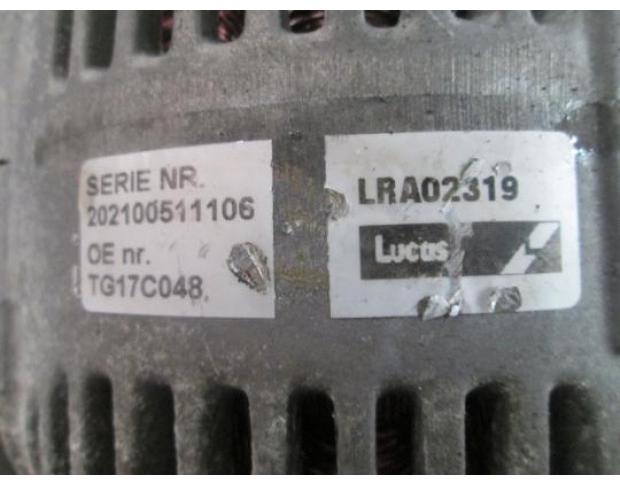 SERIE NR.
202100511106
OE nr.
TG17C048,
LRA02319
Lucas